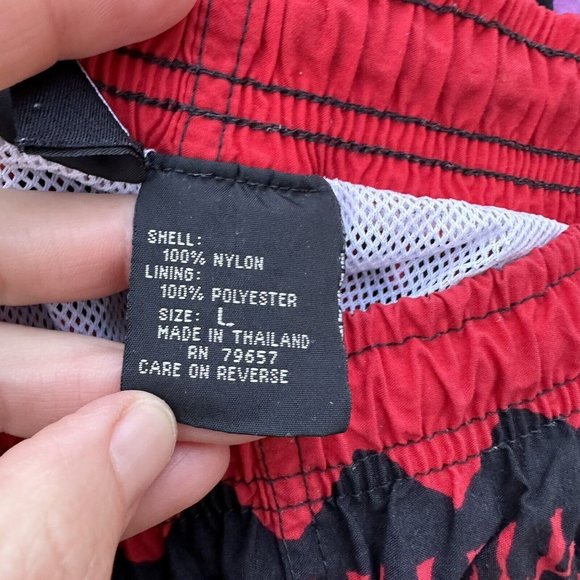 SHELL:
100% NYLON
LINING:
100% POLYESTER
SIZE: L
MADE IN THAILAND
RN 79657
CARE ON REVERSE